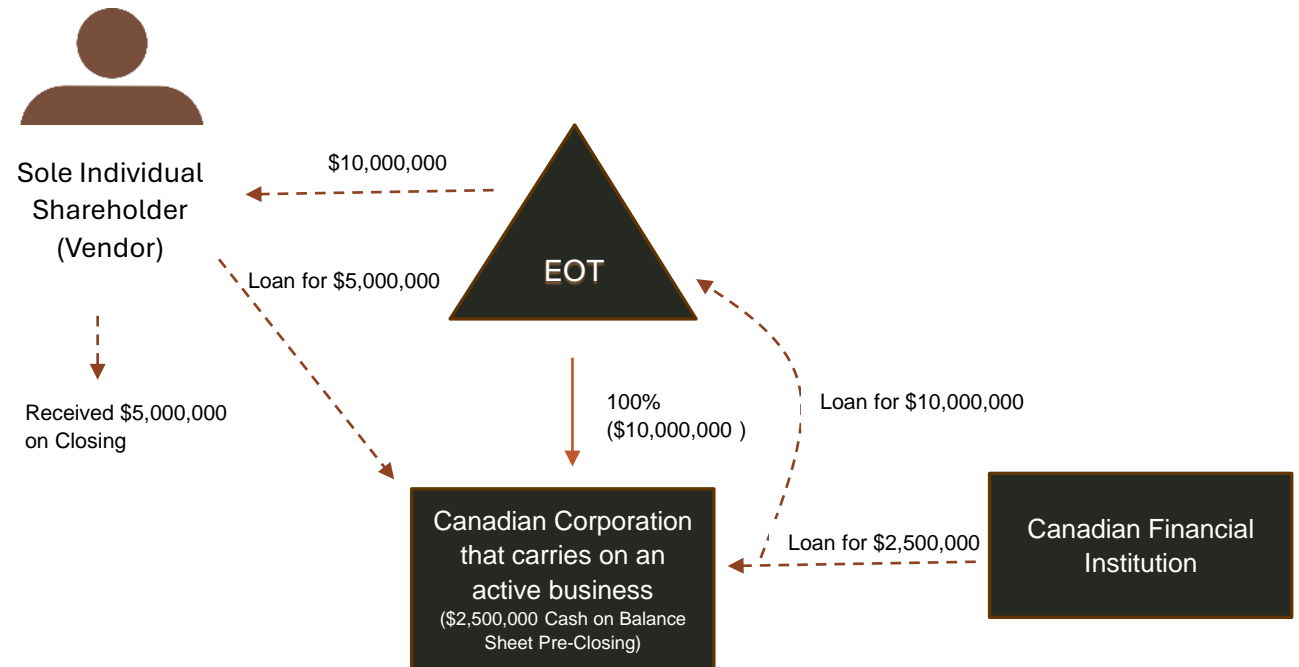 $10,000,000
Sole Individual
Shareholder
(Vendor)
EOT
Loan for $5,000,000
Received $5,000,000
on Closing
100%
($10,000,000 )
Loan for $10,000,000
Canadian Corporation
that carries on an
active business
($2,500,000 Cash on Balance
Sheet Pre-Closing)
Loan for $2,500,000
Canadian Financial
Institution